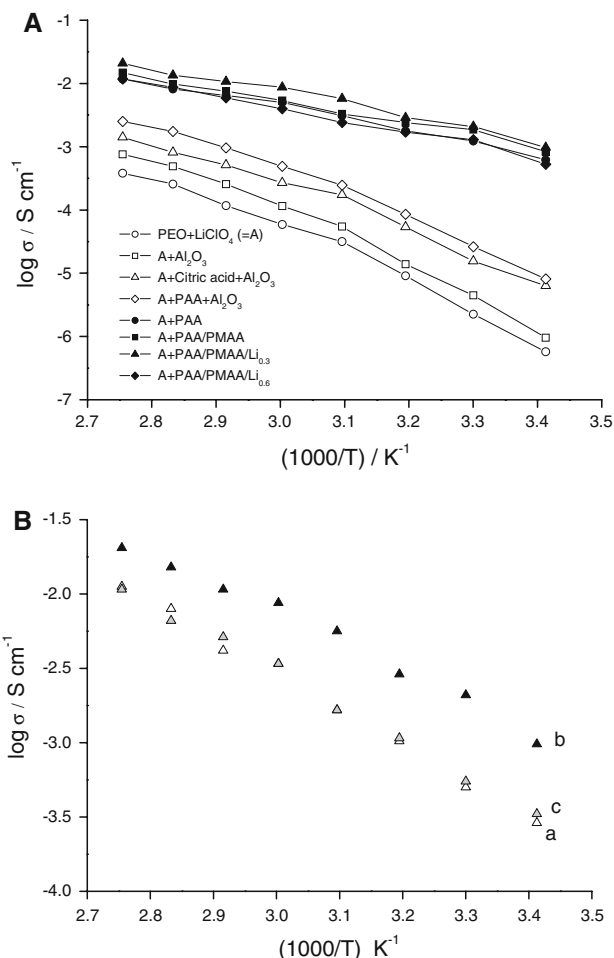 A
-1
-2
-3
-4
-5
-6
-7
log σ / S cm⁻¹
PEO+LiClO₄ (=A)
A+Al₂O₃
A+Citric acid+Al₂O₃
A+PAA+Al₂O₃
A+PAA
A+PAA/PMAA
A+PAA/PMAA/Li₀.₃
A+PAA/PMAA/Li₀.₆
2.7 2.8 2.9 3.0 3.1 3.2 3.3 3.4 3.5
(1000/T) / K⁻¹
B
-1.5
-2.0
-2.5
-3.0
-3.5
-4.0
log σ / S cm⁻¹
b
c
a
2.7 2.8 2.9 3.0 3.1 3.2 3.3 3.4 3.5
(1000/T) K⁻¹